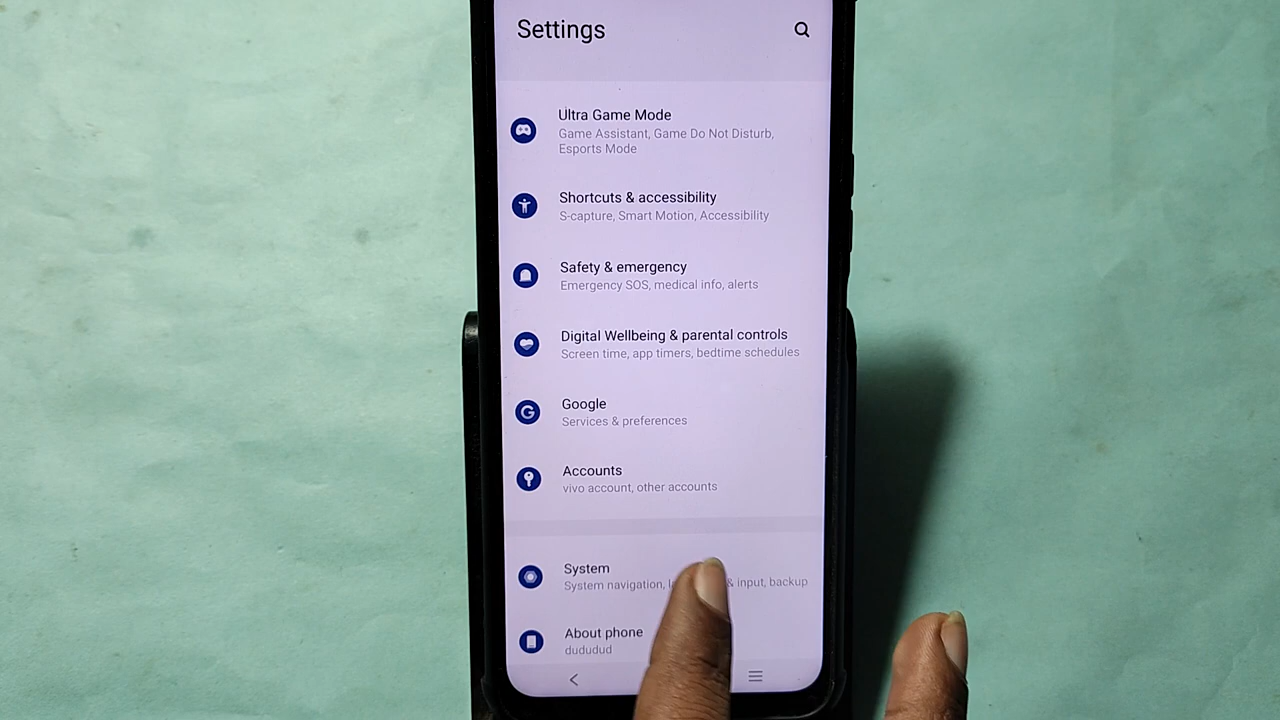 Settings
Ultra Game Mode
Game Assistant, Game Do Not Disturb,
Esports Mode
Shortcuts & accessibility
S-capture, Smart Motion, Accessibility
Safety & emergency
Emergency SOS, medical info, alerts
Digital Wellbeing & parental controls
Screen time, app timers, bedtime schedules
Google
Services & preferences
Accounts
vivo account, other accounts
System
System navigation, & input, backup
About phone
dududud